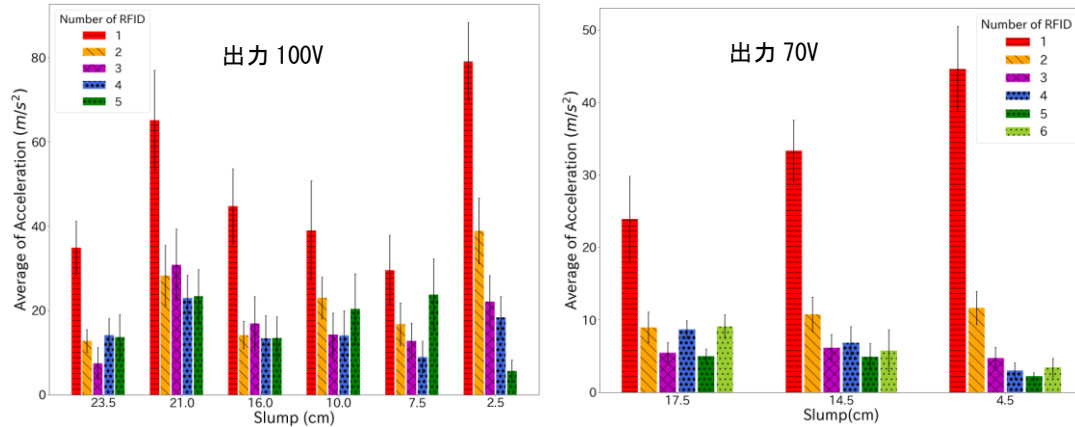 Number of RFID
1
2
3
4
5
出力 100V
Average of Acceleration (m/s²)
80
60
40
20
0
23.5 21.0 16.0 10.0 7.5 2.5
Slump (cm)
Number of RFID
1
2
3
4
5
6
出力 70V
Average of Acceleration (m/s²)
50
40
30
20
10
0
17.5 14.5 4.5
Slump(cm)